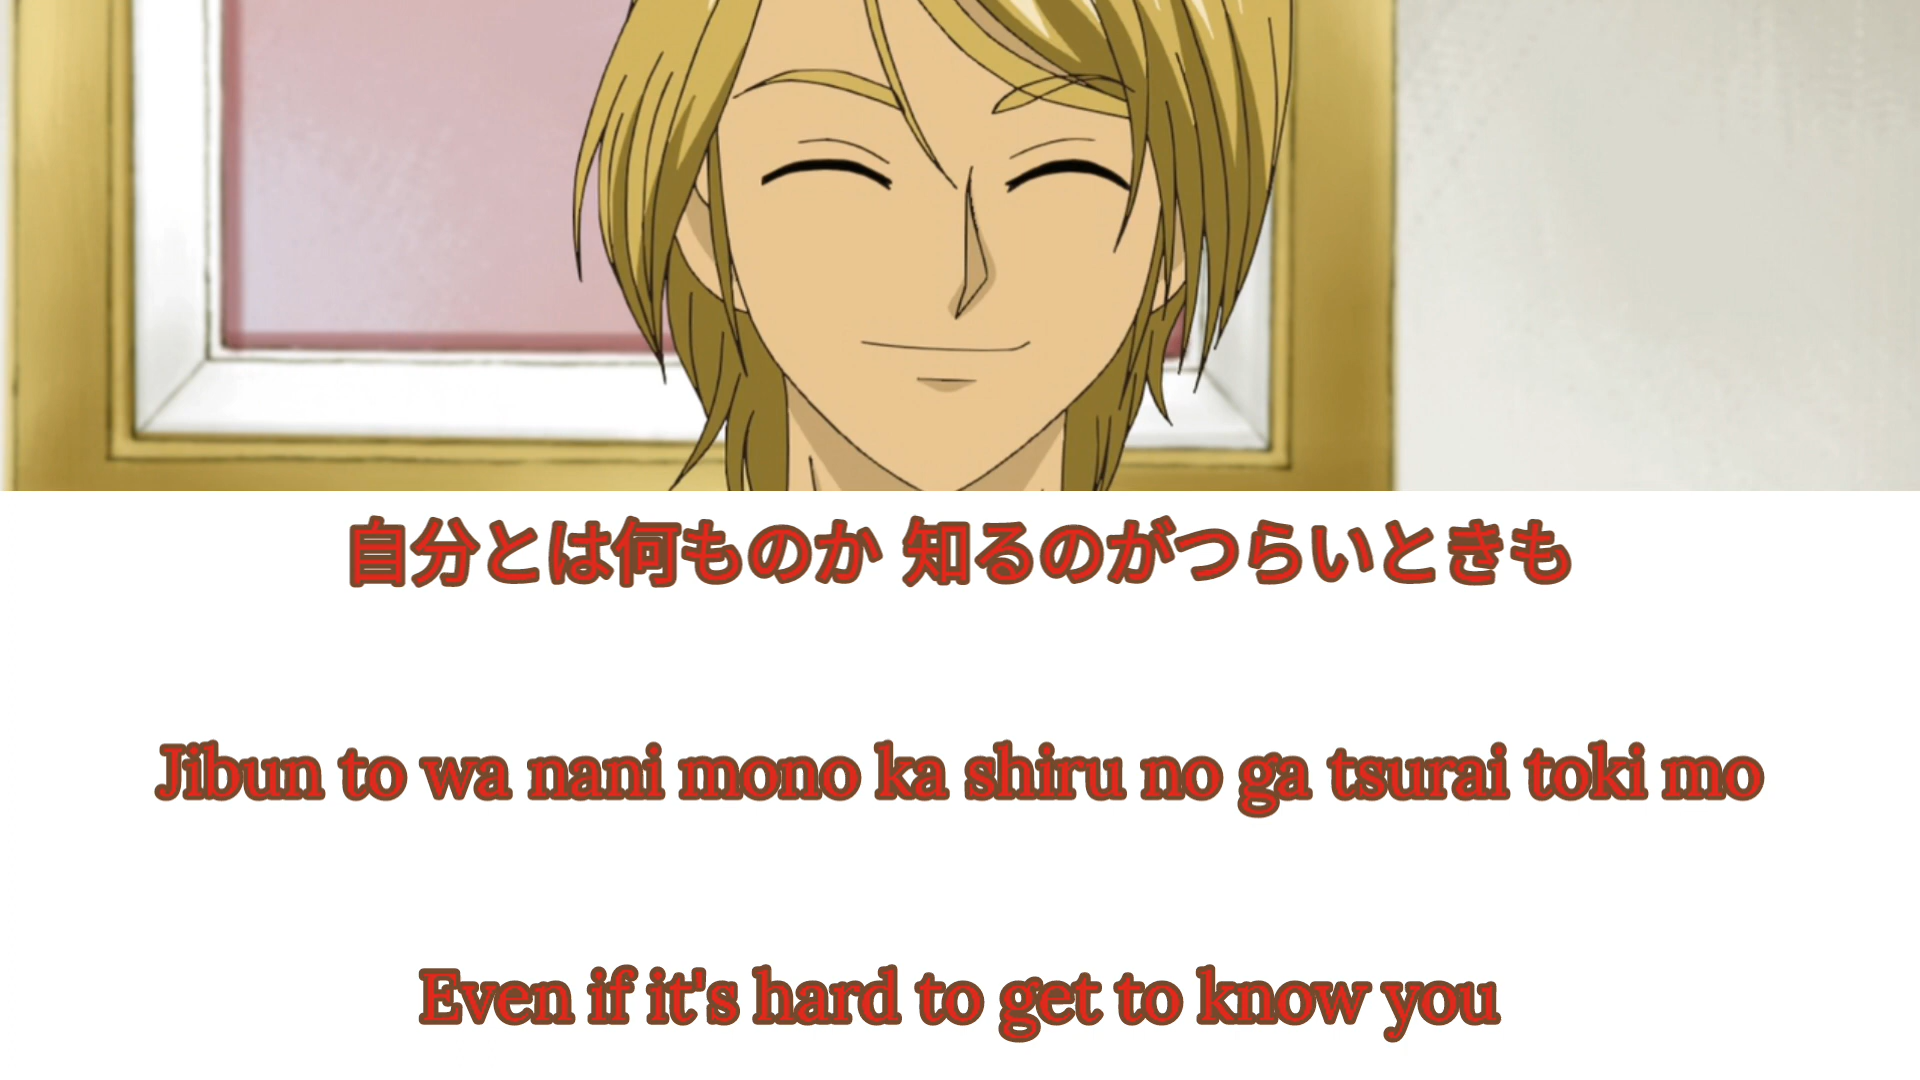 自分とは何ものか 知るのがつらいときも
Jibun to wa nani mono ka shiru no ga tsurai toki mo
Even if it's hard to get to know you